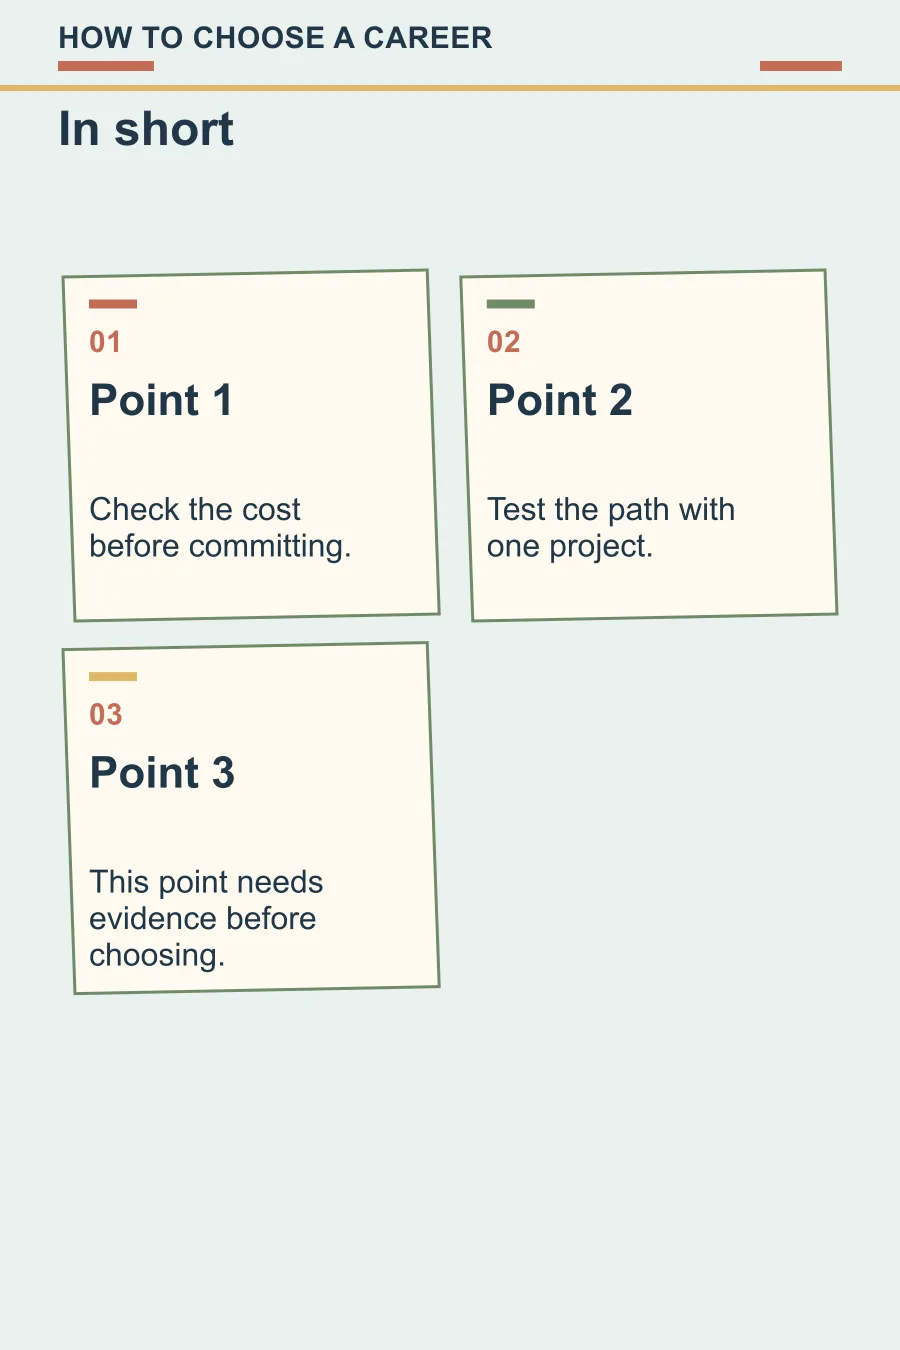 HOW TO CHOOSE A CAREER
In short
01
Point 1
Check the cost
before committing.
02
Point 2
Test the path with
one project.
03
Point 3
This point needs
evidence before
choosing.